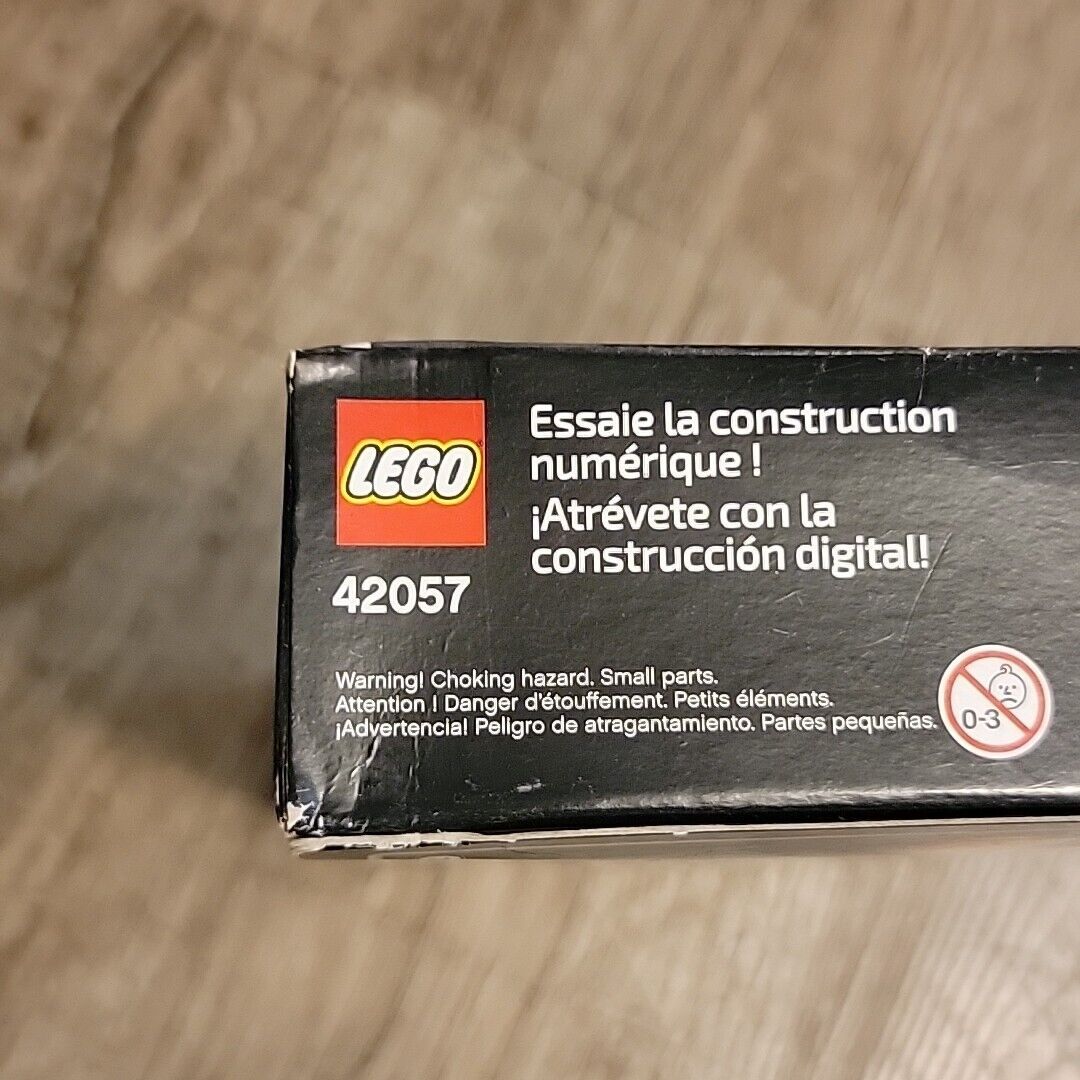 LEGO
42057
Essaie la construction
numérique !
¡Atrévete con la
construcción digital!
Warning! Choking hazard. Small parts.
Attention ! Danger d'étouffement. Petits éléments.
¡Advertencia! Peligro de atragantamiento. Partes pequeñas.
0-3